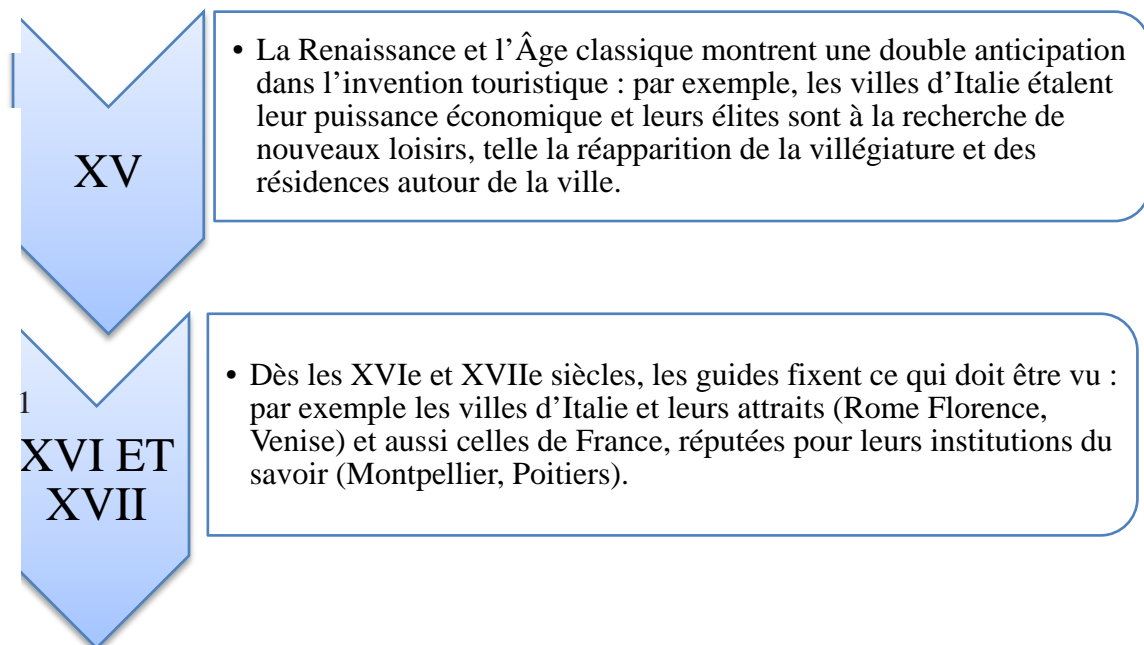 XV
• La Renaissance et l’Âge classique montrent une double anticipation
dans l’invention touristique : par exemple, les villes d’Italie étalent
leur puissance économique et leurs élites sont à la recherche de
nouveaux loisirs, telle la réapparition de la villégiature et des
résidences autour de la ville.
1
XVI ET
XVII
• Dès les XVIe et XVIIe siècles, les guides fixent ce qui doit être vu :
par exemple les villes d’Italie et leurs attraits (Rome Florence,
Venise) et aussi celles de France, réputées pour leurs institutions du
savoir (Montpellier, Poitiers).